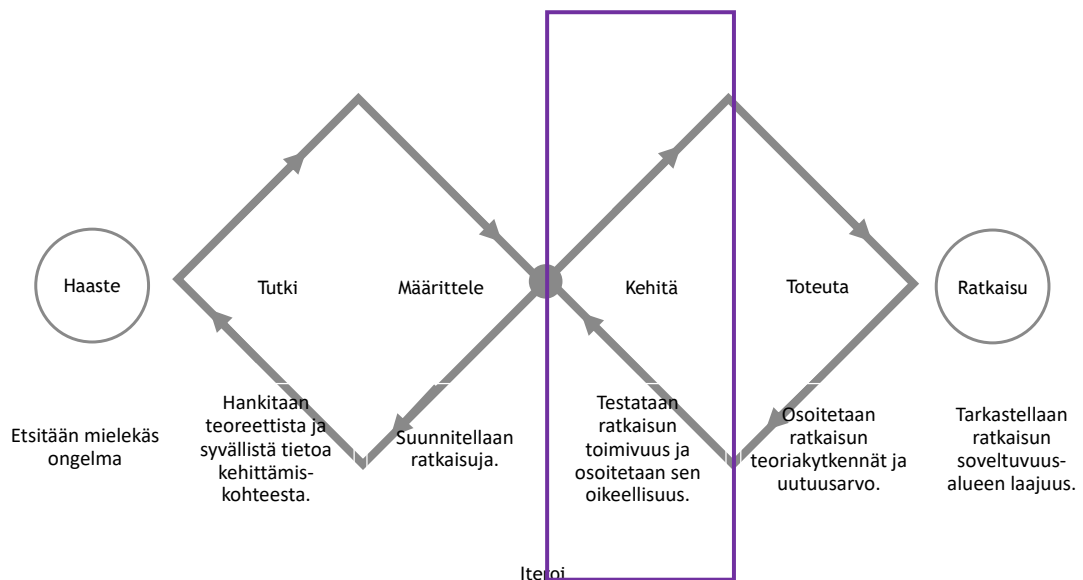 Haaste
Tutki
Määrittele
Kehitä
Toteuta
Ratkaisu
Etsitään mielekäs
ongelma
Hankitaan
teoreettista ja
syvällistä tietoa
kehittämis-
kohteesta.
Suunnitellaan
ratkaisuja.
Testataan
ratkaisun
toimivuus ja
osoitetaan sen
oikeellisuus.
Osoitetaan
ratkaisun
teoriakytkennät ja
uutuusarvo.
Tarkastellaan
ratkaisun
soveltuvuus-
alueen laajuus.
Iteroi